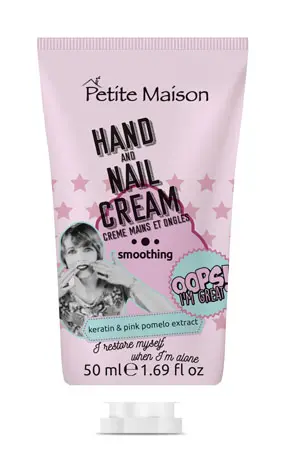 Petite Maison
HAND
AND
NAIL
CREAM
CRÈME MAINS ET ONGLES
smoothing
OOPS!
I'M GREAT
keratin & pink pomelo extract
I restore myself
when I'm alone
50 ml ℮ 1.69 fl oz